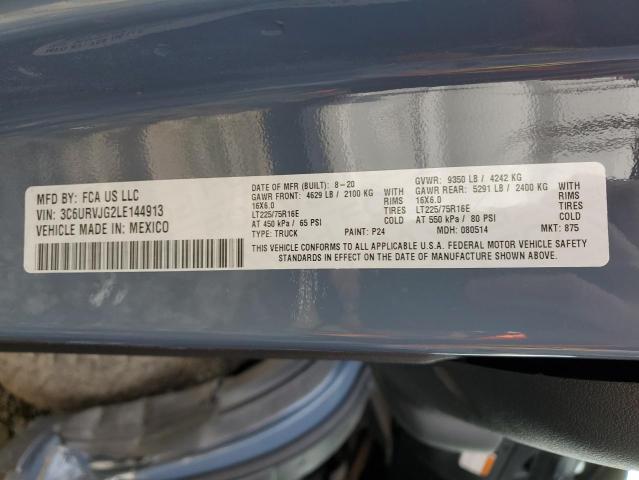 MFD BY: FCA US LLC
VIN: 3C6URVJG2LE144913
VEHICLE MADE IN: MEXICO
DATE OF MFR (BUILT): 8-20
GAWR FRONT: 4629 LB / 2100 KG
16X6.0 RIMS
LT225/75R16E TIRES
AT 450 kPa / 65 PSI COLD
TYPE: TRUCK PAINT: P24
WITH
GVWR: 9350 LB / 4242 KG
GAWR REAR: 5291 LB / 2400 KG
16X6.0 RIMS
LT225/75R16E TIRES
AT 550 kPa / 80 PSI COLD
MDH: 080514 MKT: 875
WITH
THIS VEHICLE CONFORMS TO ALL APPLICABLE U.S.A. FEDERAL MOTOR VEHICLE SAFETY
STANDARDS IN EFFECT ON THE DATE OF MANUFACTURE SHOWN ABOVE.